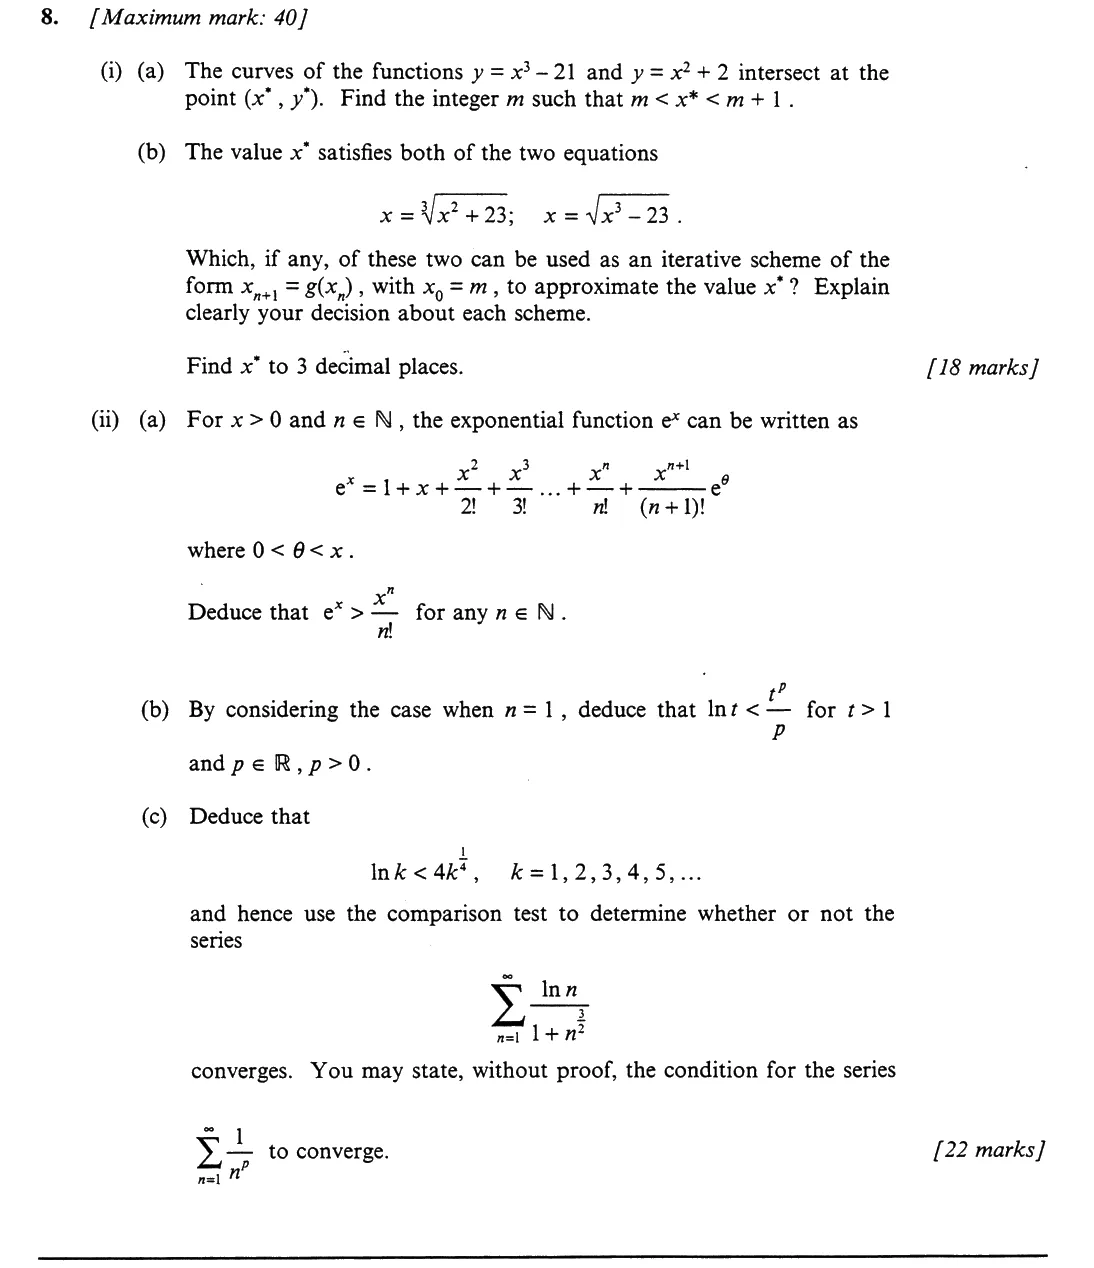 8. [Maximum mark: 40]
(i) (a) The curves of the functions y = x³ – 21 and y = x² + 2 intersect at the
point (x*, y*). Find the integer m such that m < x* < m + 1.
(b) The value x* satisfies both of the two equations
x = ∛(x² + 23); x = √(x³ – 23).
Which, if any, of these two can be used as an iterative scheme of the
form xₙ₊₁ = g(xₙ), with x₀ = m, to approximate the value x*? Explain
clearly your decision about each scheme.
Find x* to 3 decimal places. [18 marks]
(ii) (a) For x > 0 and n ∈ ℕ, the exponential function eˣ can be written as
eˣ = 1 + x + x²/2! + x³/3! ... + xⁿ/n! + xⁿ⁺¹/(n + 1)! e^θ
where 0 < θ < x.
Deduce that eˣ > xⁿ/n! for any n ∈ ℕ.
(b) By considering the case when n = 1, deduce that ln t < t^p/p for t > 1
and p ∈ ℝ, p > 0.
(c) Deduce that
ln k < 4k^(1/4), k = 1, 2, 3, 4, 5, ...
and hence use the comparison test to determine whether or not the
series
∑_{n=1}^{∞} ln n/(1 + n^(3/2))
converges. You may state, without proof, the condition for the series
∑_{n=1}^{∞} 1/n^p to converge. [22 marks]